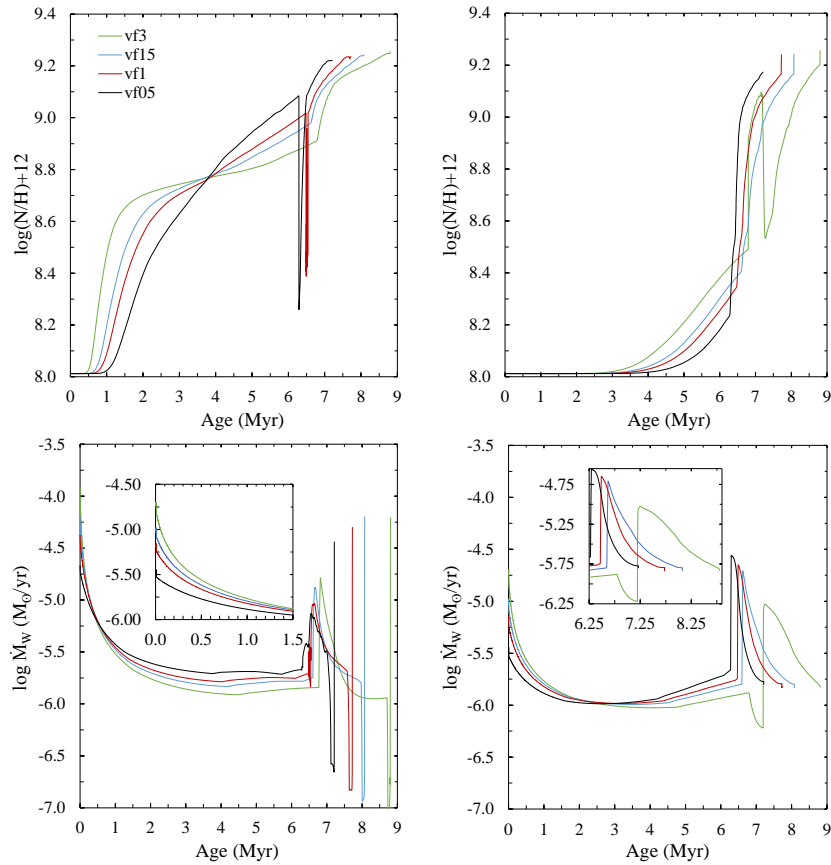 vf3
vf15
vf1
vf05
log(N/H)+12
9.4
9.2
9.0
8.8
8.6
8.4
8.2
8.0
0 1 2 3 4 5 6 7 8 9
Age (Myr)
log(N/H)+12
9.4
9.2
9.0
8.8
8.6
8.4
8.2
8.0
0 1 2 3 4 5 6 7 8 9
Age (Myr)
log Ṁ_W (M_⊙/yr)
-3.5
-4.0
-4.5
-5.0
-5.5
-6.0
-6.5
-7.0
0 1 2 3 4 5 6 7 8 9
Age (Myr)
-4.50
-5.00
-5.50
-6.00
0.0 0.5 1.0 1.5
log Ṁ_W (M_⊙/yr)
-3.5
-4.0
-4.5
-5.0
-5.5
-6.0
-6.5
-7.0
0 1 2 3 4 5 6 7 8 9
Age (Myr)
-4.75
-5.25
-5.75
-6.25
6.25 7.25 8.25